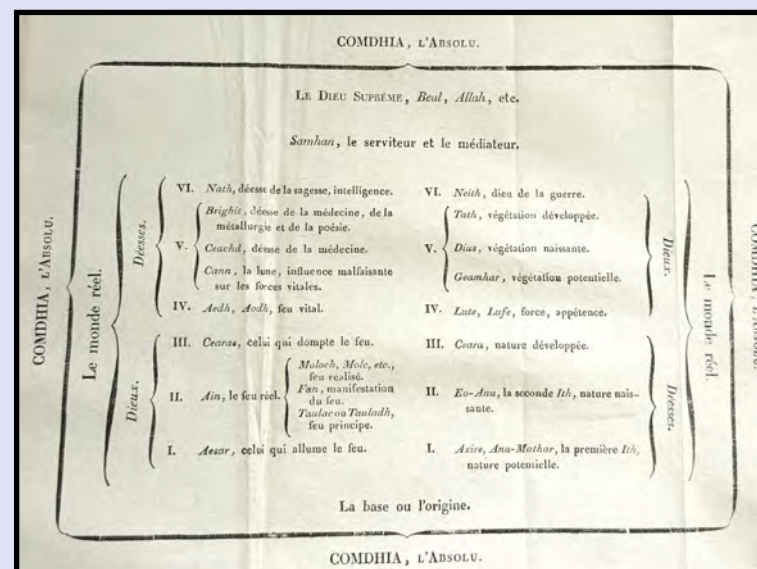 COMDHIA, L'ABSOLU.
LE DIEU SUPRÊME, Beal, Allah, etc.
Samhan, le serviteur et le médiateur.
COMDHIA, L'ABSOLU.
Le monde réel.
Déesses.
VI. Nath, déesse de la sagesse, intelligence.
V.
Brighit, déesse de la médecine, de la
métallurgie et de la poésie.
Ceachd, déesse de la médecine.
Cann, la lune, influence malfaisante
sur les forces vitales.
IV. Aedh, Aodh, feu vital.
Dieux.
III. Cearas, celui qui dompte le feu.
II. Ain, le feu réel.
Moloch, Molc, etc.,
feu réalisé.
Fan, manifestation
du feu.
Taulac ou Tauladh,
feu principe.
I. Aesar, celui qui allume le feu.
VI. Neith, dieu de la guerre.
V.
Tath, végétation développée.
Dius, végétation naissante.
Geamhar, végétation potentielle.
IV. Lute, Lufe, force, appétence.
Dieux.
III. Ceara, nature développée.
II. Eo-Anu, la seconde Ith, nature nais-
sante.
I. Axire, Anu-Mathar, la première Ith,
nature potentielle.
Déesses.
Le monde réel.
COMDHIA, L'ABSOLU.
La base ou l'origine.
COMDHIA, L'ABSOLU.